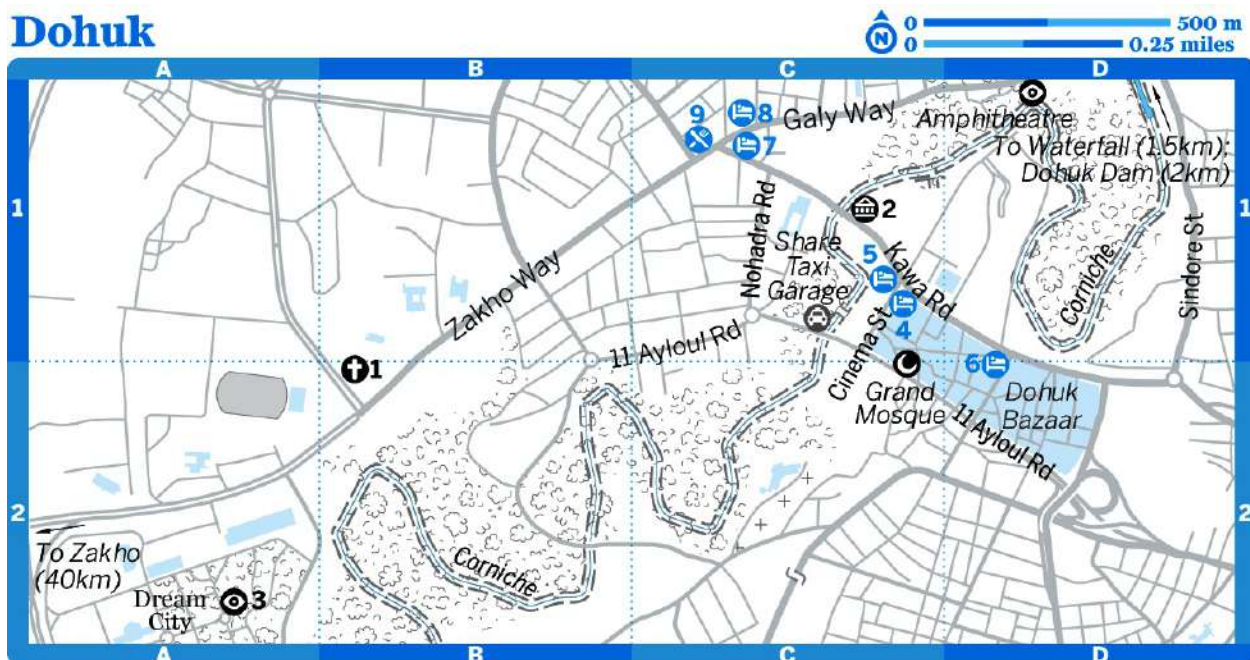 Dohuk
0 500 m
N
0 0.25 miles
A B C D
9
8
Galy Way
7
Amphitheatre
To Waterfall (1.5km);
Dohuk Dam (2km)
1
1
2
Nohadra Rd
Shake
Taxi
Garage
Kawa Rd
Sindore St
5
Corniche
Zakho Way
4
Cinema St
11 Ayloul Rd
1
6
Grand
Mosque
Dohuk
Bazaar
11 Ayloul Rd
2
2
To Zakho
(40km)
Corniche
Dream
City
3
A B C D